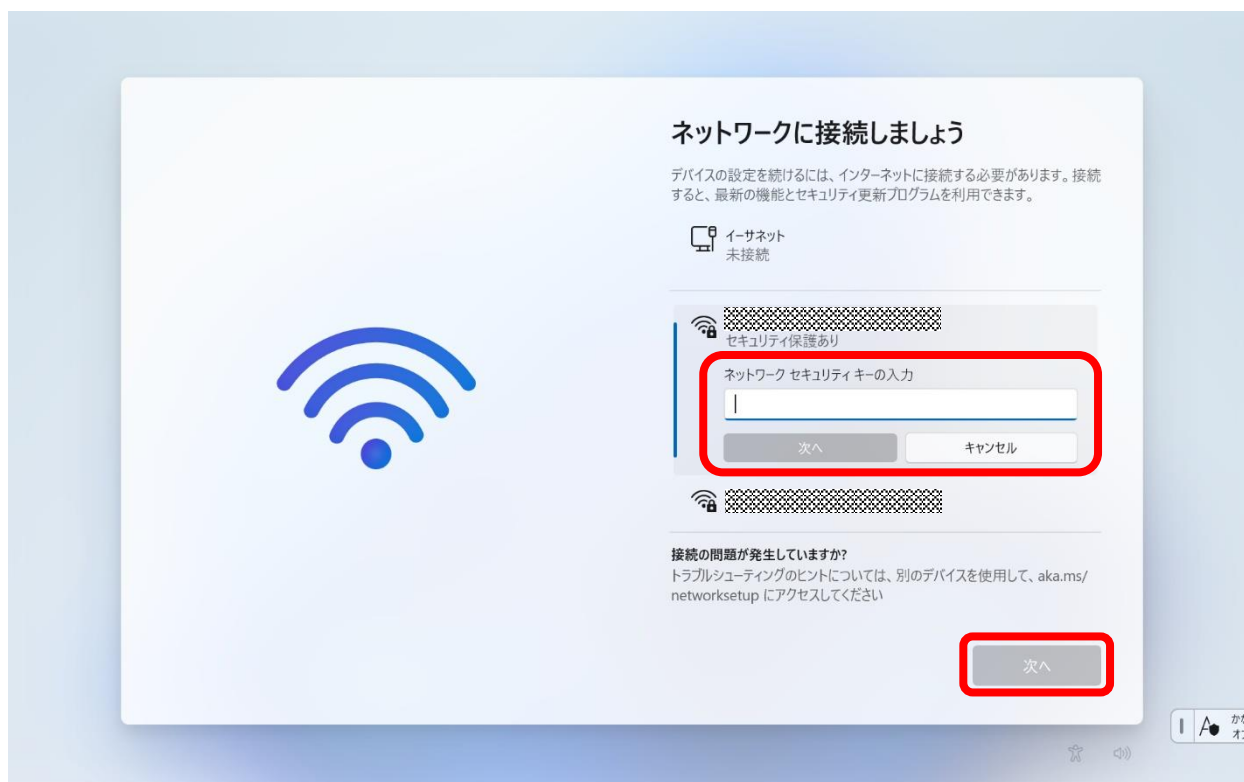 ネットワークに接続しましょう
デバイスの設定を続けるには、インターネットに接続する必要があります。接続
すると、最新の機能とセキュリティ更新プログラムを利用できます。
イーサネット
未接続
セキュリティ保護あり
ネットワーク セキュリティ キーの入力
次へ
キャンセル
接続の問題が発生していますか?
トラブルシューティングのヒントについては、別のデバイスを使用して、aka.ms/
networksetup にアクセスしてください
次へ
A